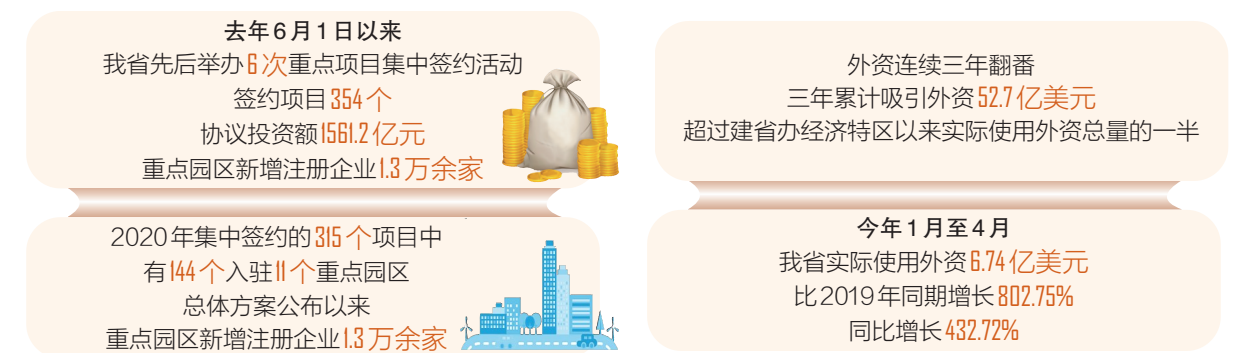 去年6月1日以来
我省先后举办6次重点项目集中签约活动
签约项目354个
协议投资额1561.2亿元
重点园区新增注册企业1.3万余家
2020年集中签约的315个项目中
有144个入驻11个重点园区
总体方案公布以来
重点园区新增注册企业1.3万余家
外资连续三年翻番
三年累计吸引外资52.7亿美元
超过建省办经济特区以来实际使用外资总量的一半
今年1月至4月
我省实际使用外资6.74亿美元
比2019年同期增长802.75%
同比增长432.72%